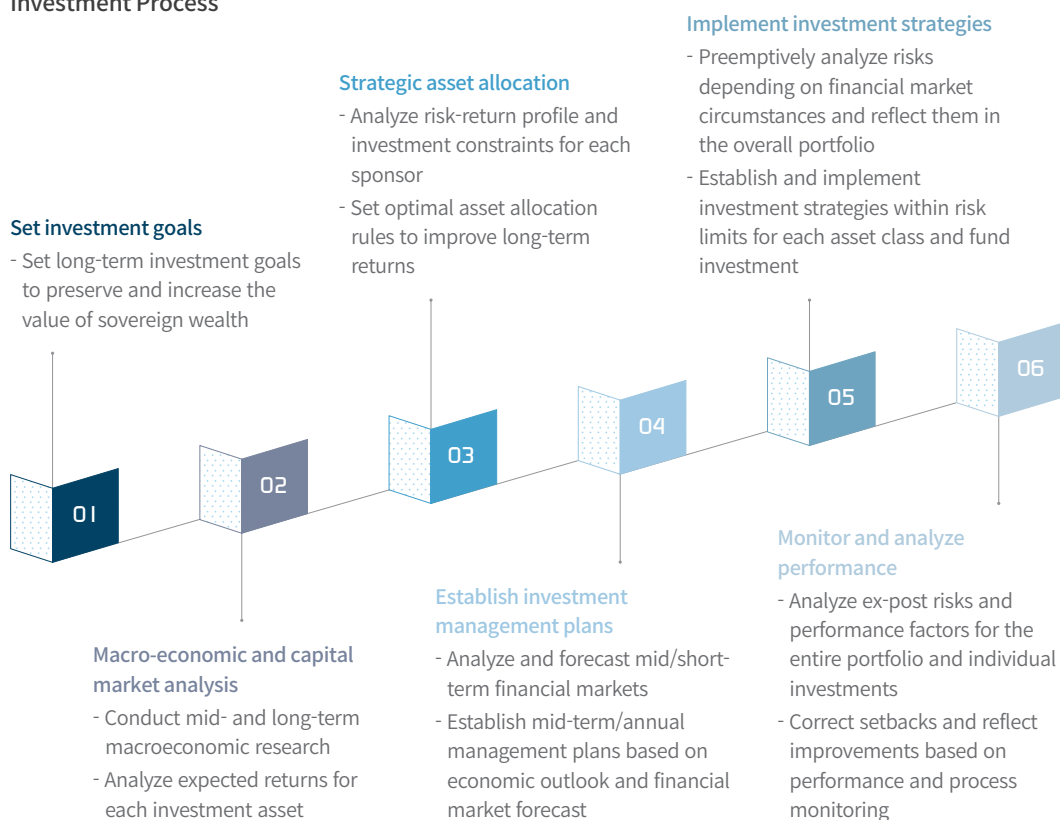 Investment Process
Set investment goals
- Set long-term investment goals
to preserve and increase the
value of sovereign wealth
01
Macro-economic and capital
market analysis
- Conduct mid- and long-term
macroeconomic research
- Analyze expected returns for
each investment asset
02
Strategic asset allocation
- Analyze risk-return profile and
investment constraints for each
sponsor
- Set optimal asset allocation
rules to improve long-term
returns
03
Establish investment
management plans
- Analyze and forecast mid/short-
term financial markets
- Establish mid-term/annual
management plans based on
economic outlook and financial
market forecast
04
Implement investment strategies
- Preemptively analyze risks
depending on financial market
circumstances and reflect them in
the overall portfolio
- Establish and implement
investment strategies within risk
limits for each asset class and fund
investment
05
Monitor and analyze
performance
- Analyze ex-post risks and
performance factors for the
entire portfolio and individual
investments
- Correct setbacks and reflect
improvements based on
performance and process
monitoring
06